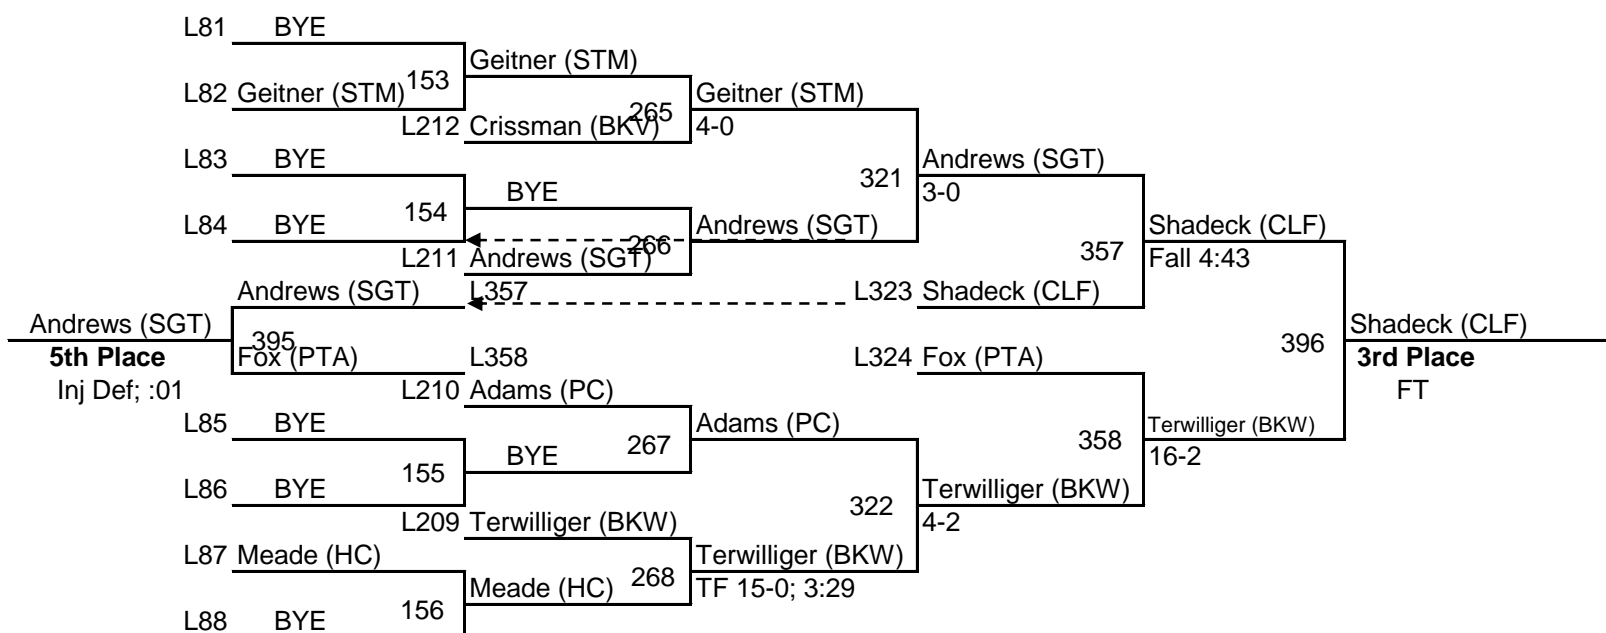 L81 BYE
Geitner (STM)
L82 Geitner (STM) 153
Geitner (STM)
265
L212 Crissman (BKV) 4-0
L83 BYE
Andrews (SGT)
321
3-0
BYE
154
L84 BYE
Andrews (SGT)
Shadeck (CLF)
266
357
L211 Andrews (SGT)
Fall 4:43
Andrews (SGT) L357
L323 Shadeck (CLF)
Andrews (SGT)
Shadeck (CLF)
395
396
5th Place
Fox (PTA) L358
L324 Fox (PTA)
3rd Place
Inj Def; :01
L210 Adams (PC)
FT
L85 BYE
Adams (PC)
Terwilliger (BKW)
267
358
BYE
16-2
155
L86 BYE
Terwilliger (BKW)
322
L209 Terwilliger (BKW)
4-2
L87 Meade (HC)
Terwilliger (BKW)
268
Meade (HC)
TF 15-0; 3:29
156
L88 BYE